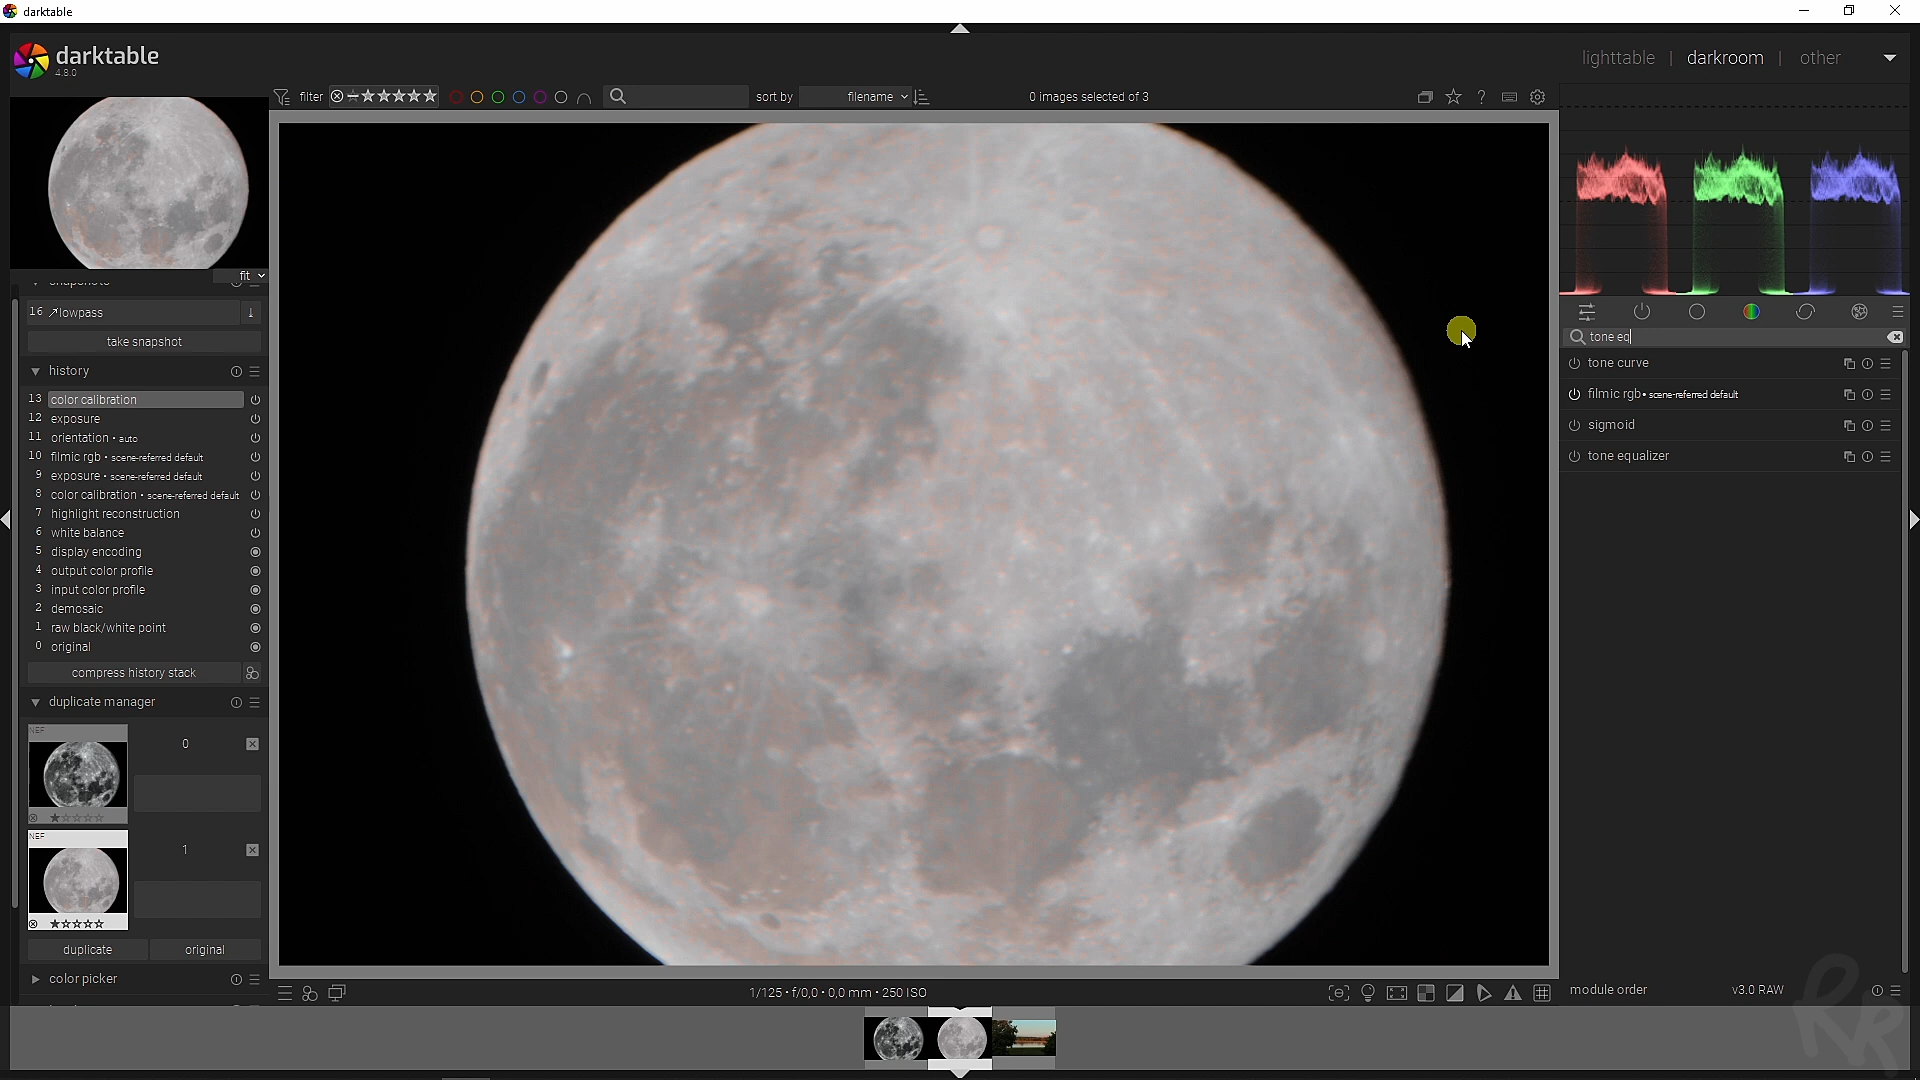 darktable
darktable
4.8.0
lighttable | darkroom | other
filter
sort by filename
0 images selected of 3
fit
16 lowpass
take snapshot
history
13 color calibration
12 exposure
11 orientation • auto
10 filmic rgb • scene-referred default
9 exposure • scene-referred default
8 color calibration • scene-referred default
7 highlight reconstruction
6 white balance
5 display encoding
4 output color profile
3 input color profile
2 demosaic
1 raw black/white point
0 original
compress history stack
duplicate manager
NEF
0
NEF
1
duplicate original
color picker
tone eq
tone curve
filmic rgb • scene-referred default
sigmoid
tone equalizer
1/125 • f/0,0 • 0,0 mm • 250 ISO
module order v3.0 RAW
RR